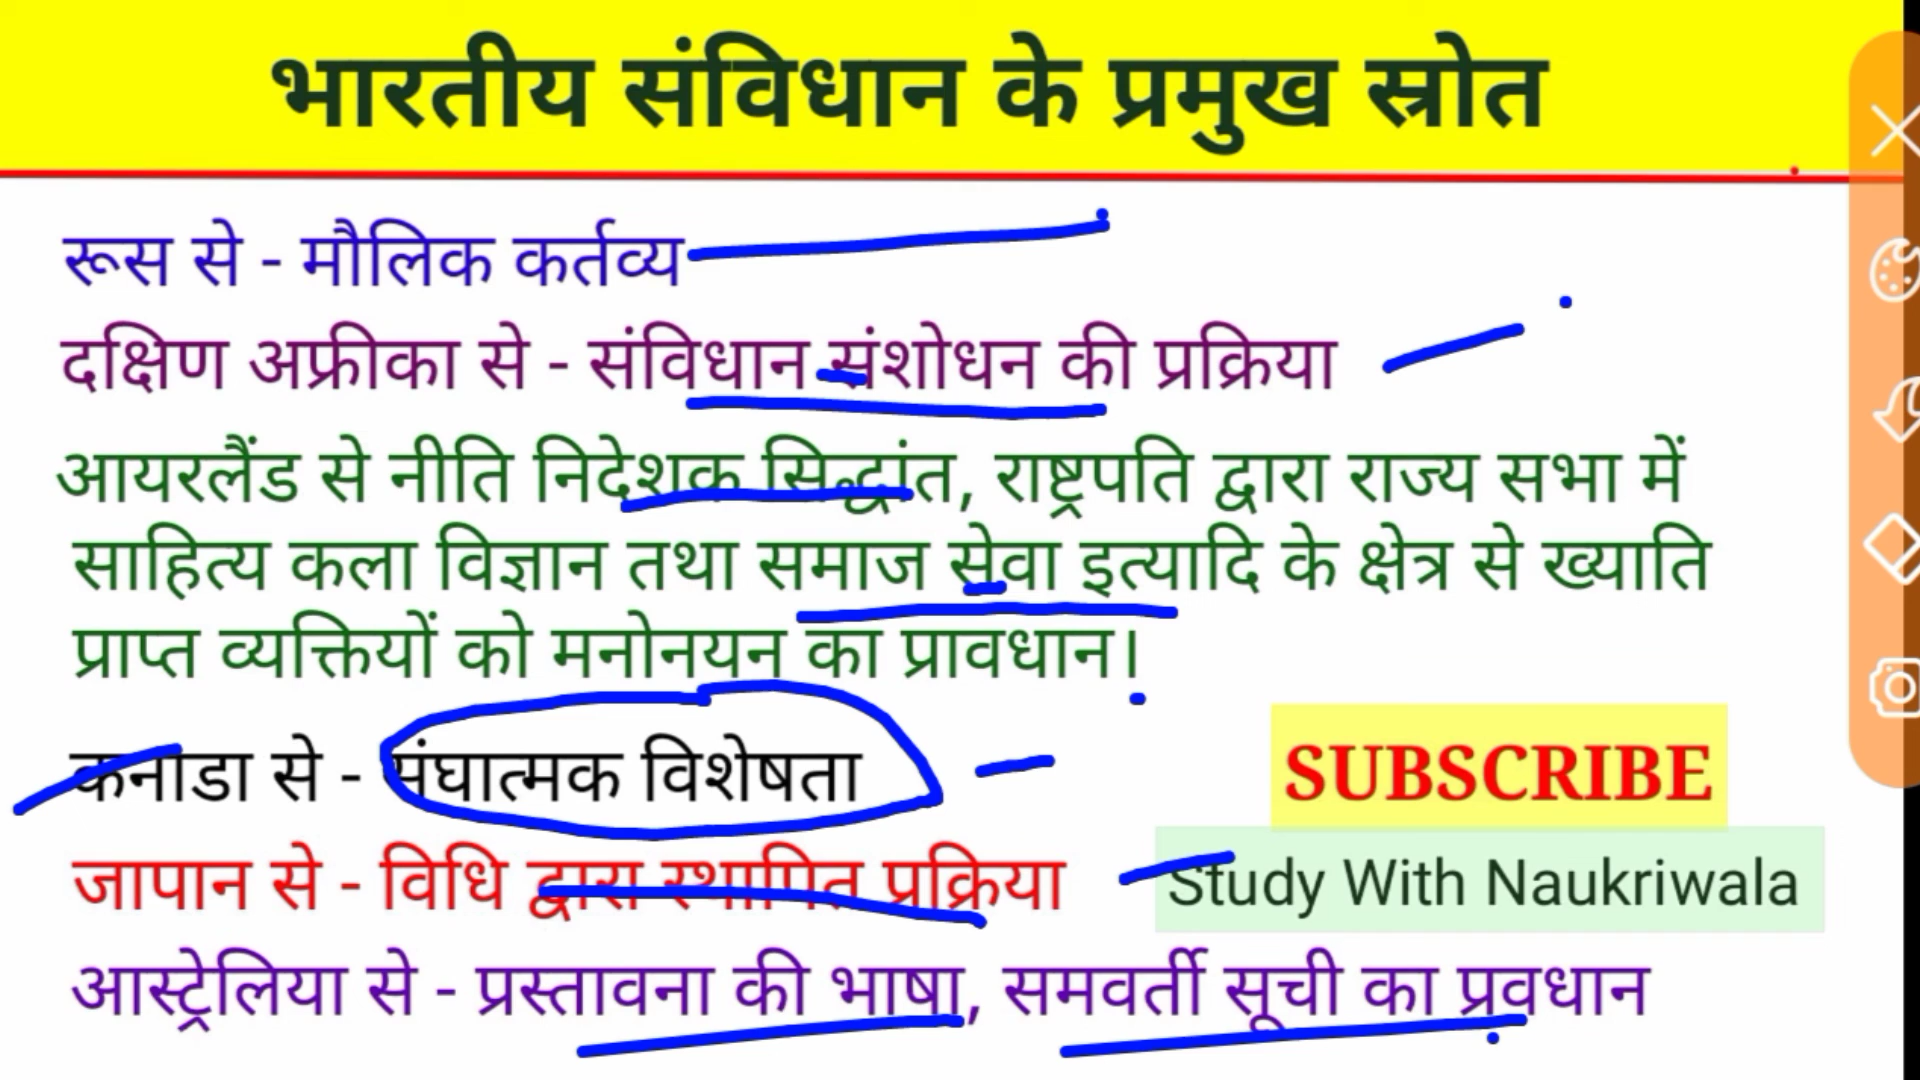 भारतीय संविधान के प्रमुख स्रोत
रूस से - मौलिक कर्तव्य
दक्षिण अफ्रीका से - संविधान संशोधन की प्रक्रिया
आयरलैंड से नीति निदेशक सिद्धांत, राष्ट्रपति द्वारा राज्य सभा में
साहित्य कला विज्ञान तथा समाज सेवा इत्यादि के क्षेत्र से ख्याति
प्राप्त व्यक्तियों को मनोनयन का प्रावधान।
कनाडा से - संघात्मक विशेषता
SUBSCRIBE
जापान से - विधि द्वारा स्थापित प्रक्रिया
Study With Naukriwala
आस्ट्रेलिया से - प्रस्तावना की भाषा, समवर्ती सूची का प्रवधान